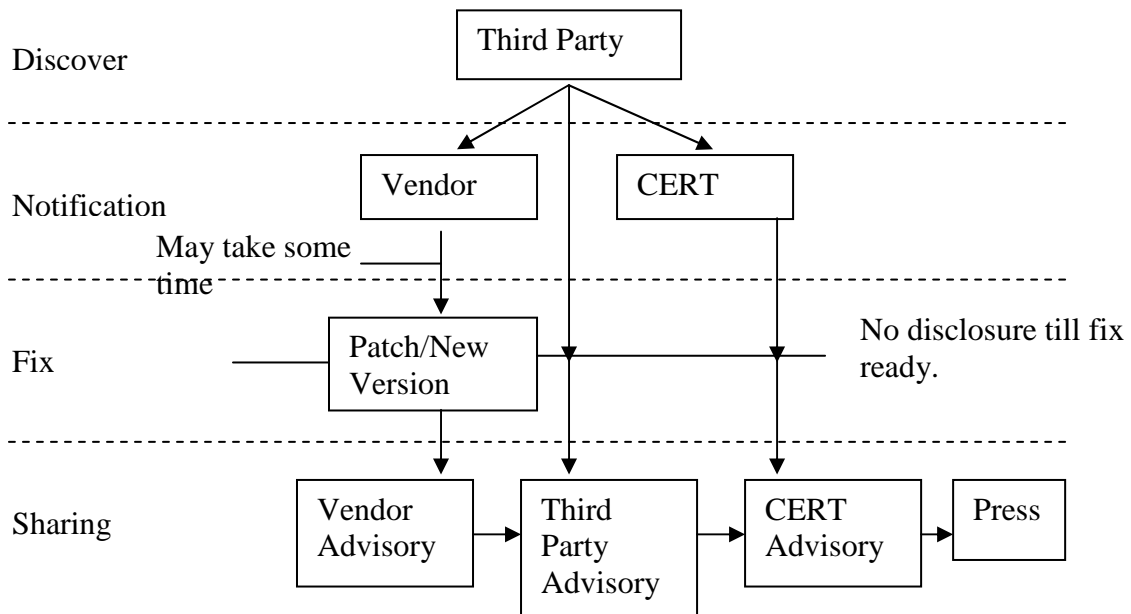 Third Party
Discover
Vendor
CERT
Notification
May take some
time
No disclosure till fix
ready.
Patch/New
Version
Fix
Vendor
Advisory
Third
Party
Advisory
CERT
Advisory
Press
Sharing